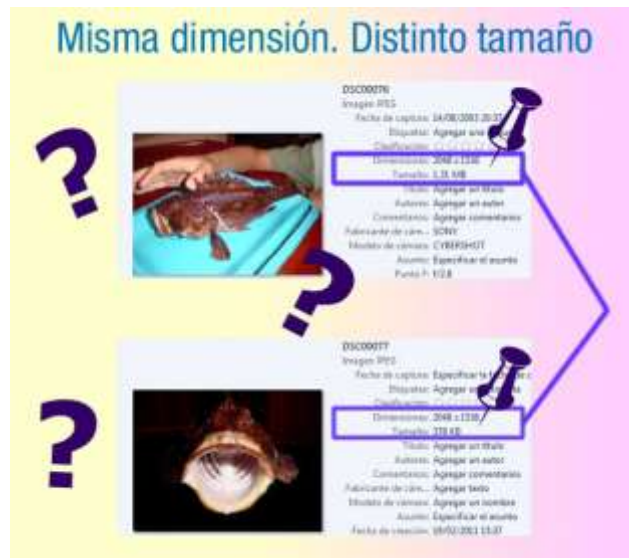 Misma dimensión. Distinto tamaño
?
DSC00076
Imagen JPEG
Fecha de captura: 14/08/2003 20:37
Etiquetas: Agregar una
Clasificación:
Dimensiones: 2048 x 1536
Tamaño: 1,31 MB
Título: Agregar un título
Autores: Agregar un autor
Comentarios: Agregar comentarios
Fabricante de cám... SONY
Modelo de cámara: CYBERSHOT
Asunto: Especificar el asunto
Punto F: f/2.8
?
DSC00077
Imagen JPEG
Fecha de captura: Especificar la fecha de c
Etiquetas: Agregar una
Clasificación:
Dimensiones: 2048 x 1536
Tamaño: 378 KB
Título: Agregar un título
Autores: Agregar un autor
Comentarios: Agregar comentarios
Fabricante de cám... Agregar texto
Modelo de cámara: Agregar un nombre
Asunto: Especificar el asunto
Fecha de creación: 13:37
?